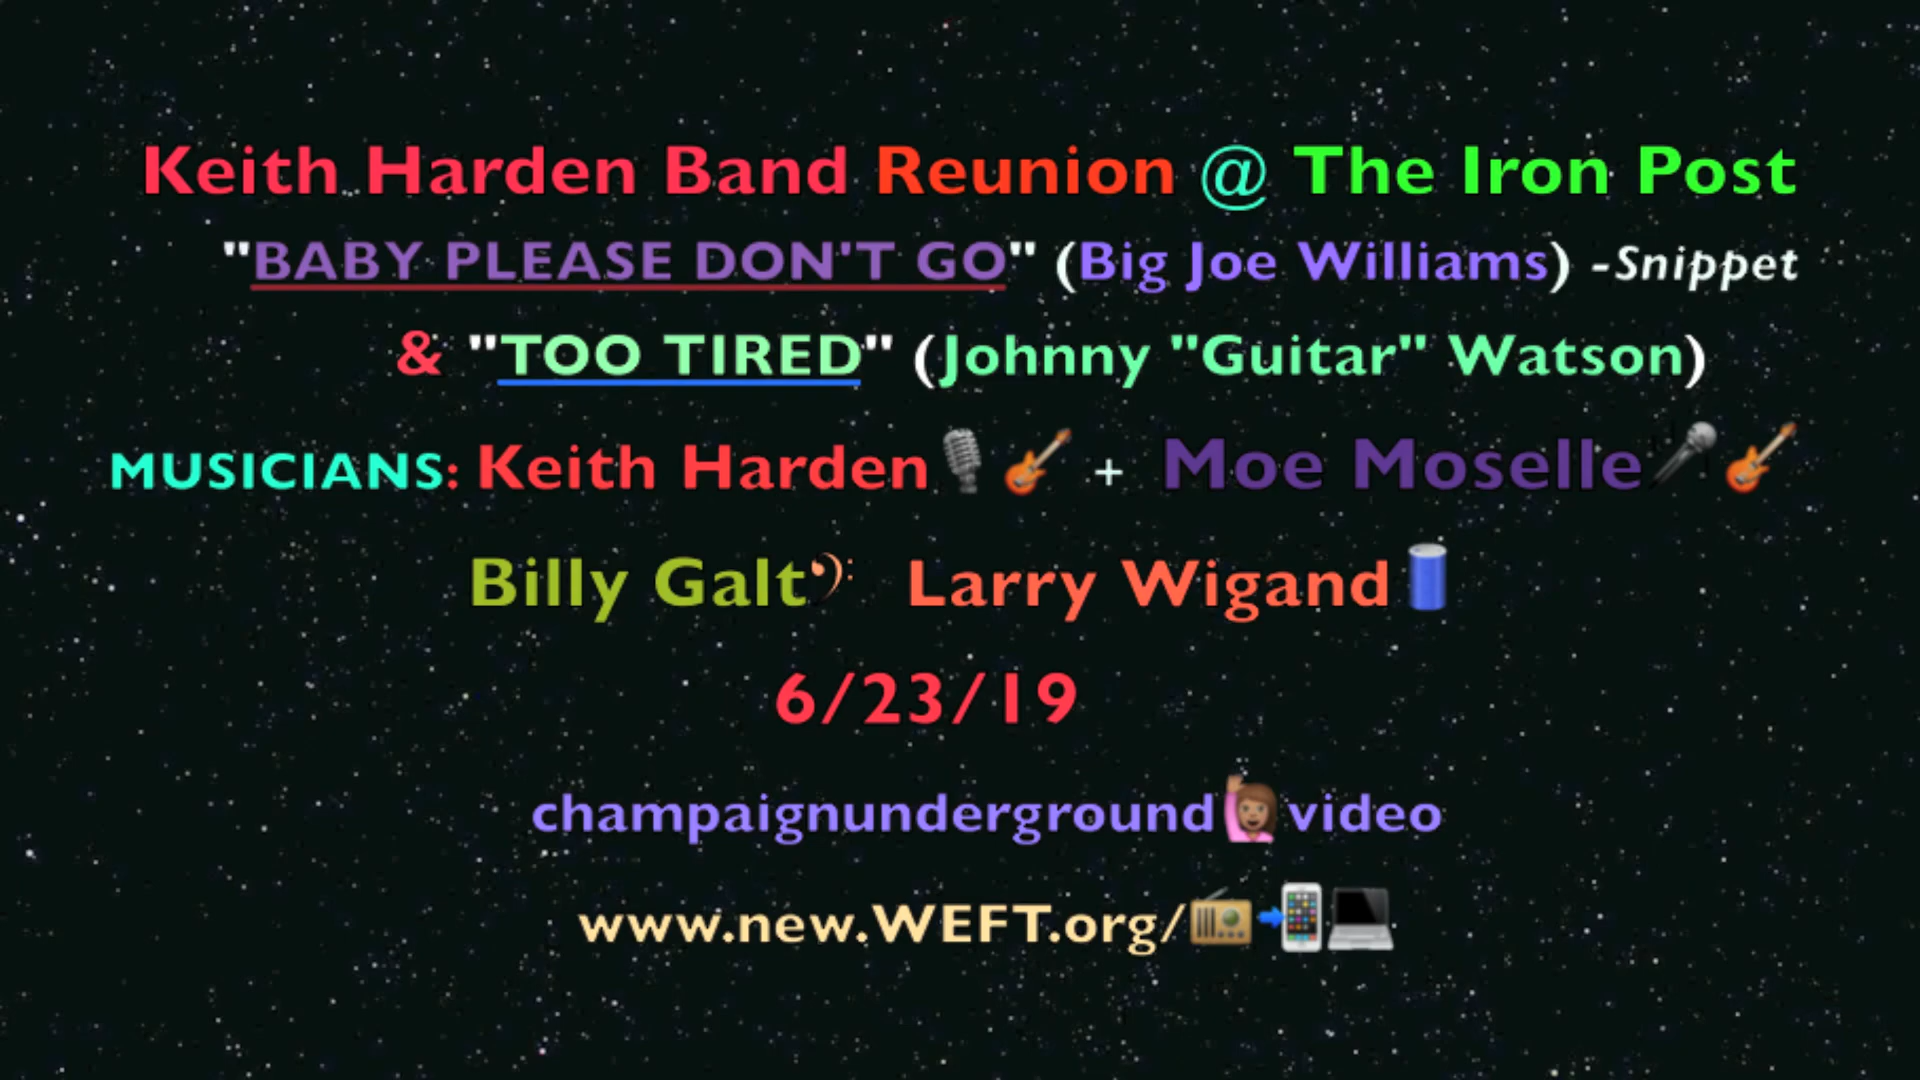 Keith Harden Band Reunion @ The Iron Post
"BABY PLEASE DON'T GO" (Big Joe Williams) -Snippet
& "TOO TIRED" (Johnny "Guitar" Watson)
MUSICIANS: Keith Harden🎙🎸 + Moe Moselle🎤🎸
Billy Galt𝄢 Larry Wigand
6/23/19
champaignunderground🙋🏽video
www.new.WEFT.org/📻📲💻